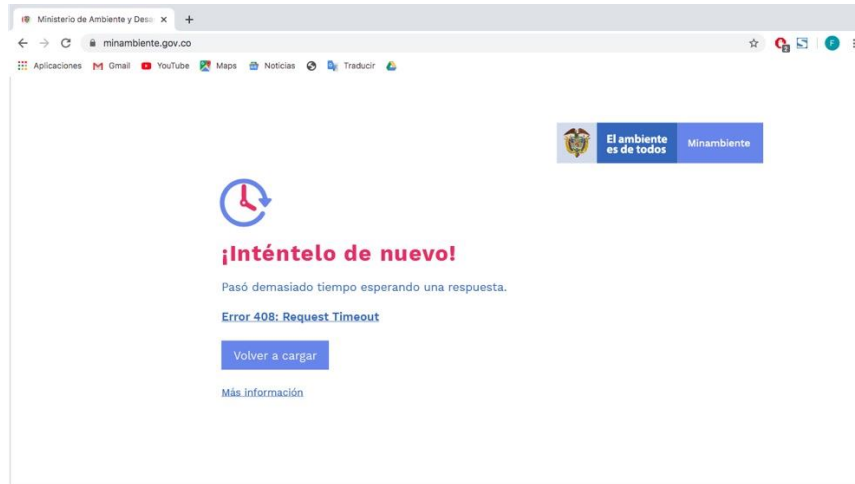 Ministerio de Ambiente y Desa
minambiente.gov.co
Aplicaciones Gmail YouTube Maps Noticias Traducir
El ambiente
es de todos
Minambiente
¡Inténtelo de nuevo!
Pasó demasiado tiempo esperando una respuesta.
Error 408: Request Timeout
Volver a cargar
Más información